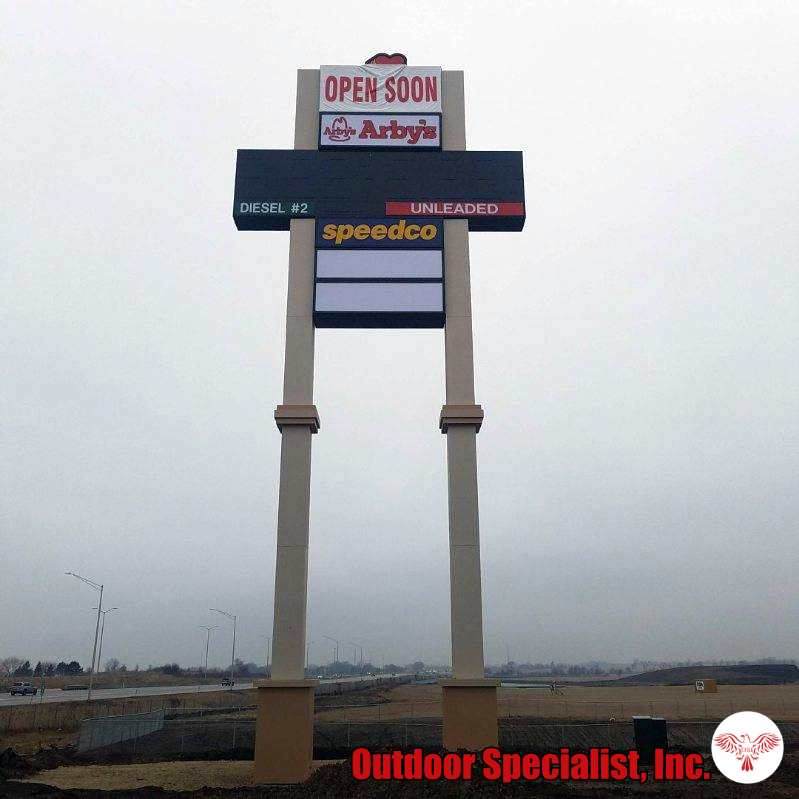 OPEN SOON
Arby's Arby's
DIESEL #2 UNLEADED
speedco
Outdoor Specialist, Inc.